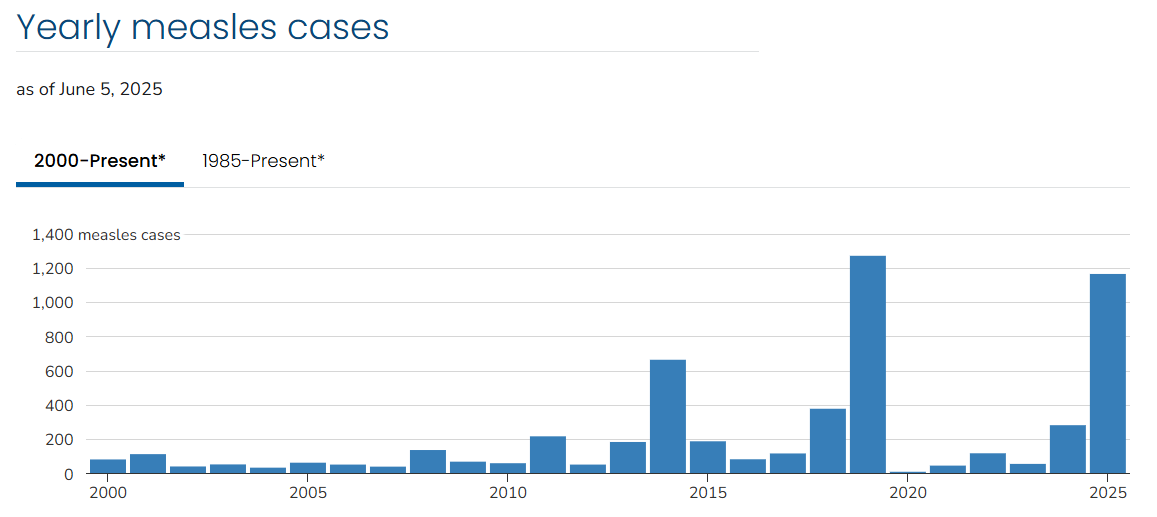 Yearly measles cases
as of June 5, 2025
2000-Present* 1985-Present*
1,400 measles cases
1,200
1,000
800
600
400
200
0
2000 2005 2010 2015 2020 2025